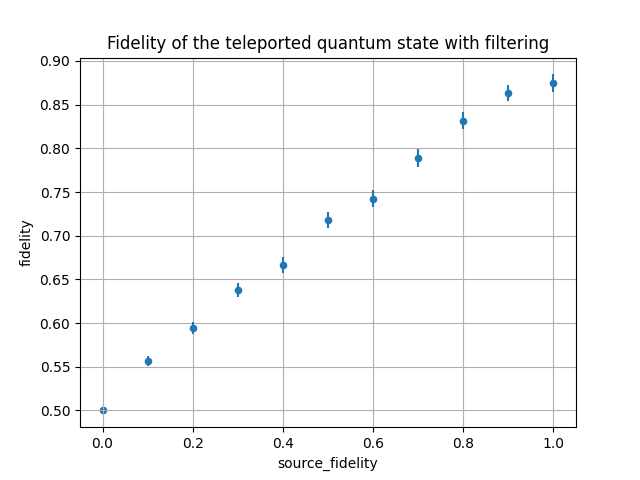 Fidelity of the teleported quantum state with filtering
0.90
0.85
0.80
0.75
0.70
0.65
0.60
0.55
0.50
fidelity
0.0 0.2 0.4 0.6 0.8 1.0
source_fidelity